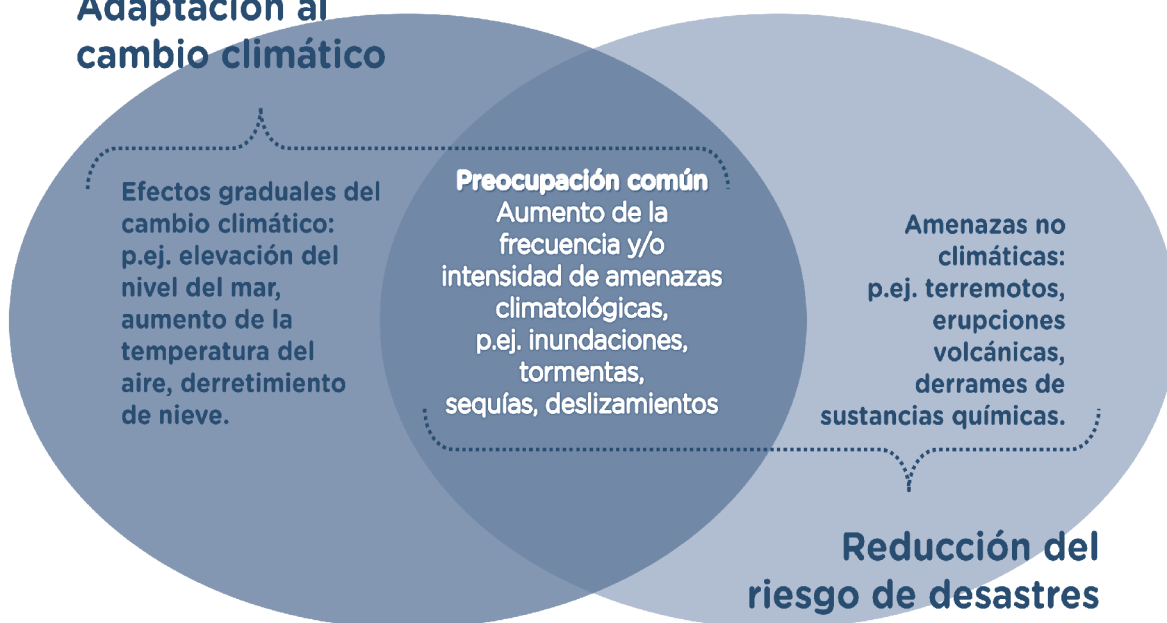 Adaptación al
cambio climático
Efectos graduales del
cambio climático:
p.ej. elevación del
nivel del mar,
aumento de la
temperatura del
aire, derretimiento
de nieve.
Preocupación común
Aumento de la
frecuencia y/o
intensidad de amenazas
climatológicas,
p.ej. inundaciones,
tormentas,
sequías, deslizamientos
Amenazas no
climáticas:
p.ej. terremotos,
erupciones
volcánicas,
derrames de
sustancias químicas.
Reducción del
riesgo de desastres